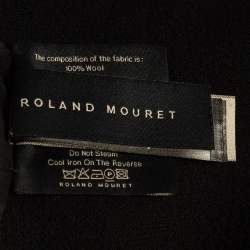 The composition of the fabric is:
100% Wool
ROLAND MOURET
Do Not Steam
Cool Iron On The Reverse
ROLAND MOURET